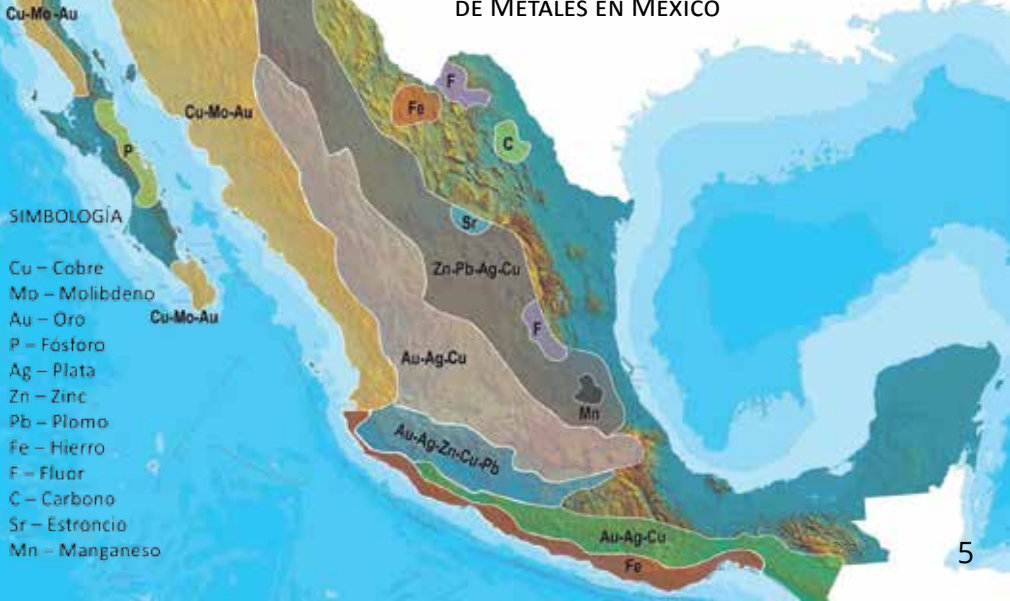 DE METALES EN MÉXICO
Cu-Mo-Au
F
Fe
Cu-Mo-Au
C
P
SIMBOLOGÍA
Sr
Cu – Cobre
Mo – Molibdeno
Au – Oro
P – Fósforo
Ag – Plata
Zn – Zinc
Pb – Plomo
Fe – Hierro
F – Fluor
C – Carbono
Sr – Estroncio
Mn – Manganeso
Zn-Pb-Ag-Cu
Cu-Mo-Au
F
Au-Ag-Cu
Mn
Au-Ag-Zn-Cu-Pb
Au-Ag-Cu
Fe
5